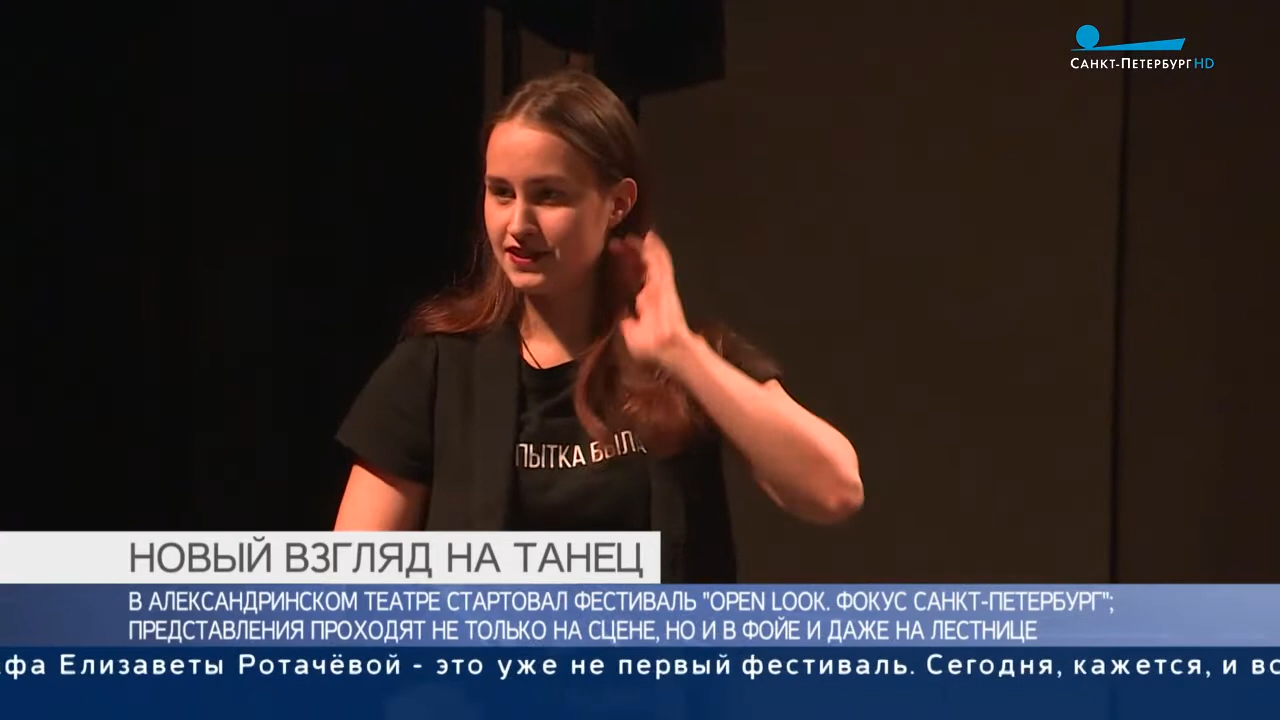 САНКТ-ПЕТЕРБУРГ HD
ПЫТКА БЫЛА
НОВЫЙ ВЗГЛЯД НА ТАНЕЦ
В АЛЕКСАНДРИНСКОМ ТЕАТРЕ СТАРТОВАЛ ФЕСТИВАЛЬ "OPEN LOOK. ФОКУС САНКТ-ПЕТЕРБУРГ";
ПРЕДСТАВЛЕНИЯ ПРОХОДЯТ НЕ ТОЛЬКО НА СЦЕНЕ, НО И В ФОЙЕ И ДАЖЕ НА ЛЕСТНИЦЕ
фа Елизаветы Ротачёвой - это уже не первый фестиваль. Сегодня, кажется, и вс